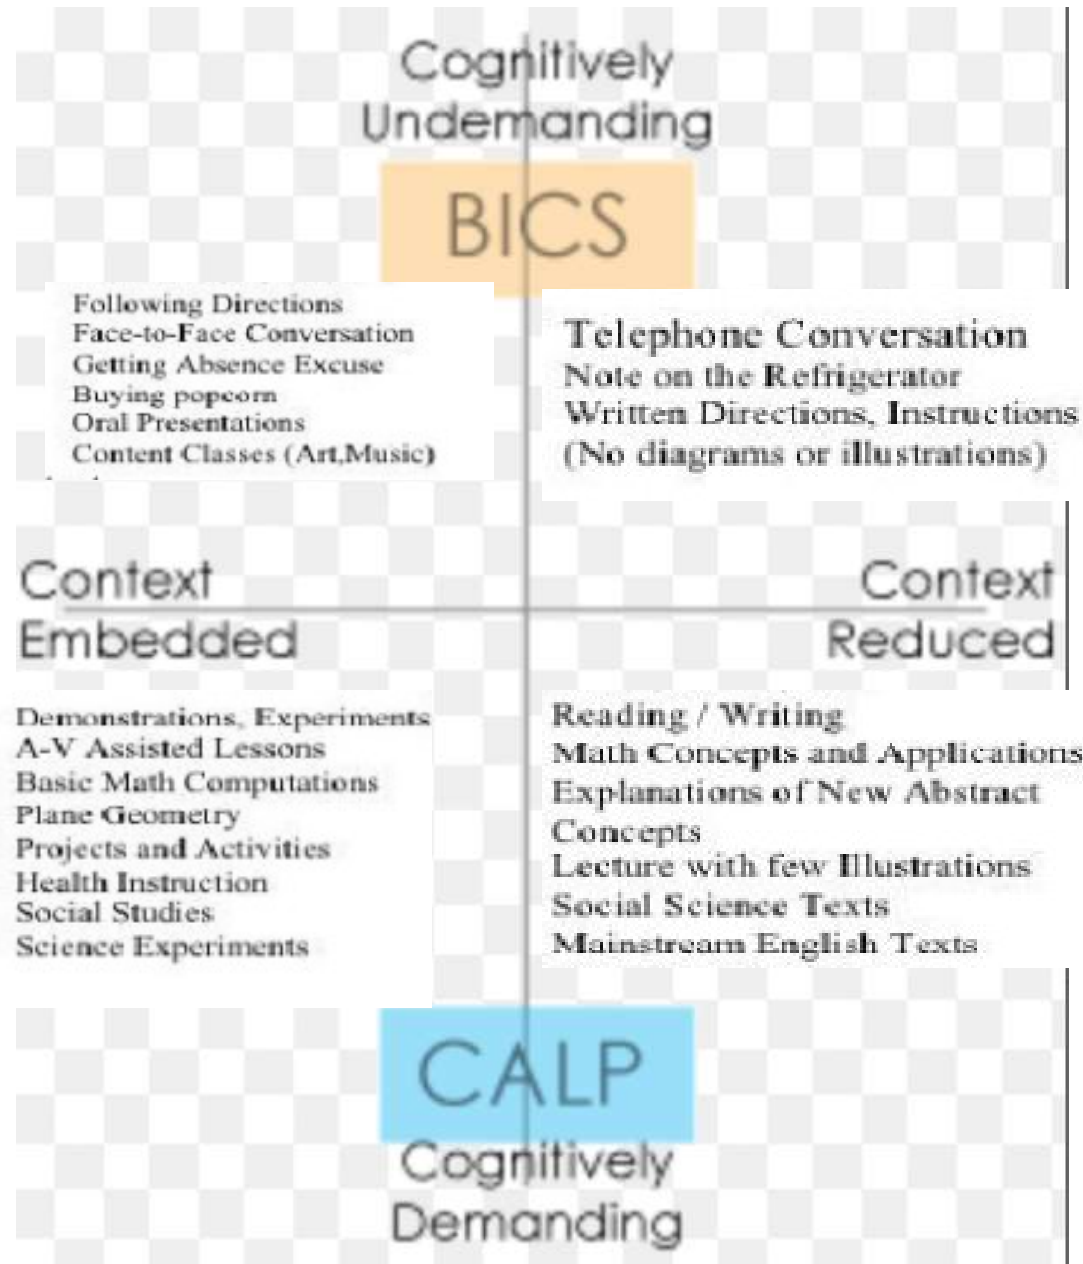 Cognitively
Undemanding
BICS
Following Directions
Face-to-Face Conversation
Getting Absence Excuse
Buying popcorn
Oral Presentations
Content Classes (Art,Music)
Telephone Conversation
Note on the Refrigerator
Written Directions, Instructions
(No diagrams or illustrations)
Context
Embedded
Context
Reduced
Demonstrations, Experiments
A-V Assisted Lessons
Basic Math Computations
Plane Geometry
Projects and Activities
Health Instruction
Social Studies
Science Experiments
Reading / Writing
Math Concepts and Applications
Explanations of New Abstract
Concepts
Lecture with few Illustrations
Social Science Texts
Mainstream English Texts
CALP
Cognitively
Demanding